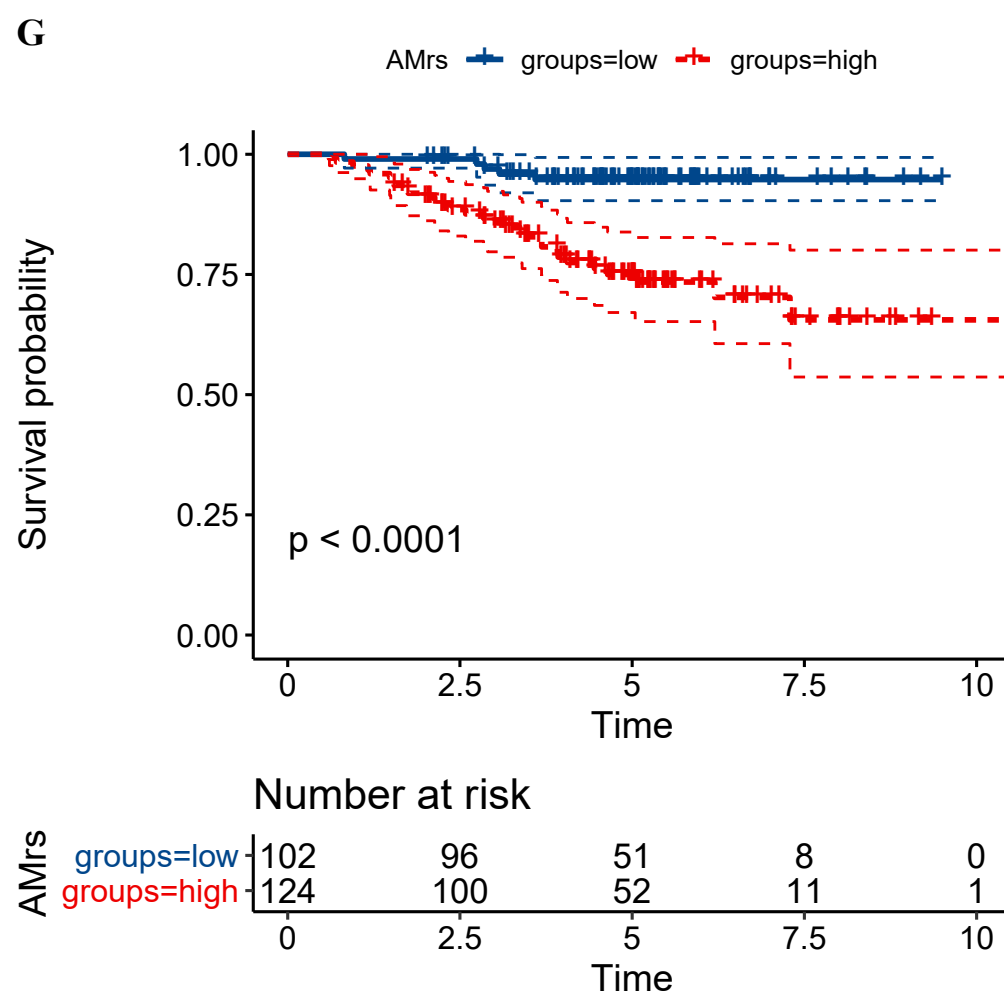 G
AMrs groups=low groups=high
1.00
0.75
0.50
0.25
0.00
Survival probability
p < 0.0001
0 2.5 5 7.5 10
Time
Number at risk
AMrs
groups=low 102 96 51 8 0
groups=high 124 100 52 11 1
0 2.5 5 7.5 10
Time